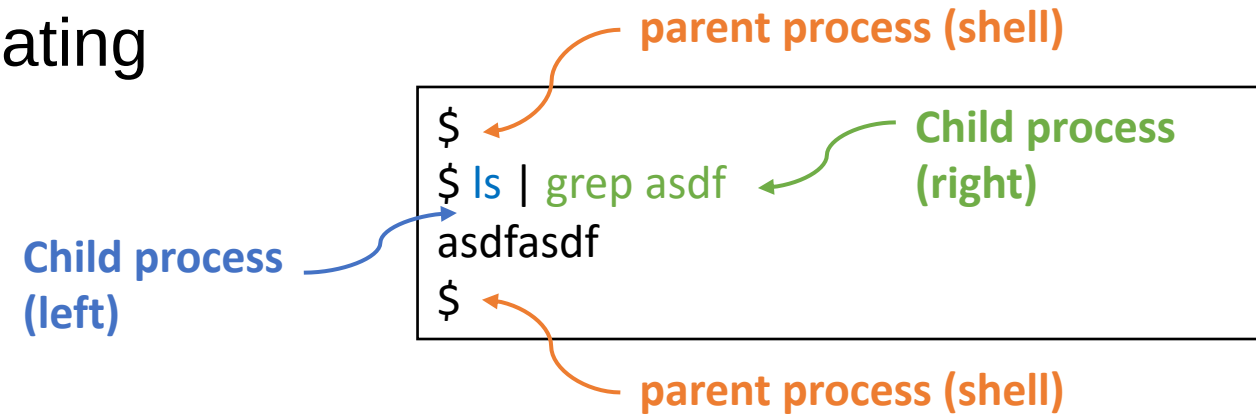 ating
parent process (shell)
$
$ ls | grep asdf
asdfasdf
$
Child process
(right)
Child process
(left)
parent process (shell)